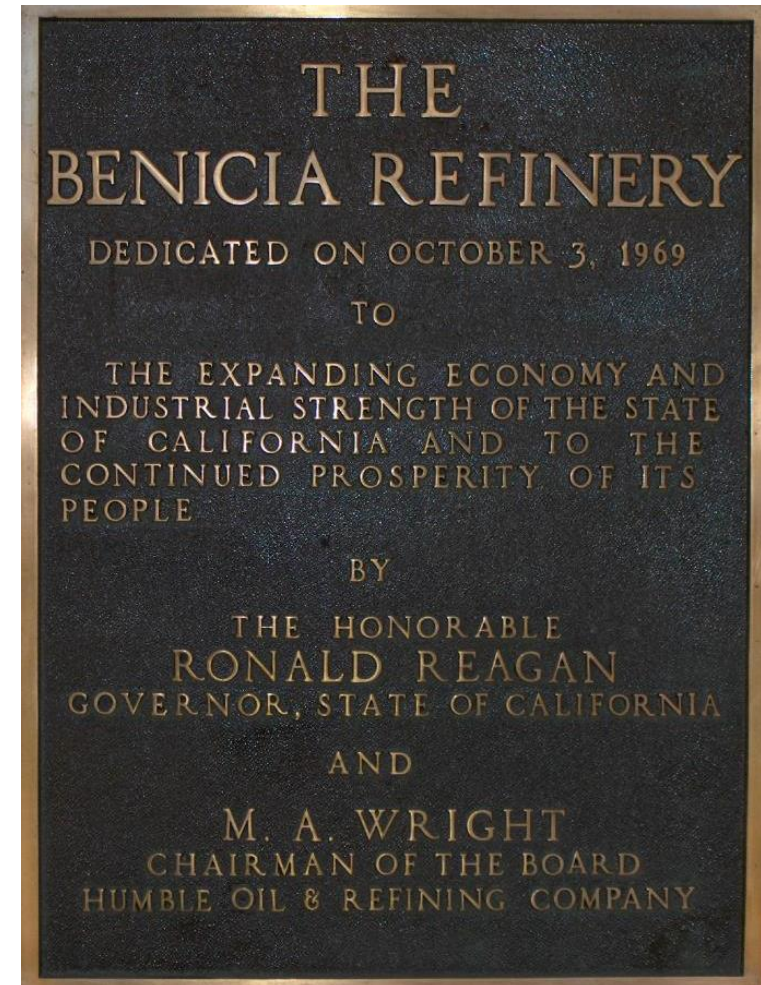 THE
BENICIA REFINERY
DEDICATED ON OCTOBER 3, 1969
TO
THE EXPANDING ECONOMY AND
INDUSTRIAL STRENGTH OF THE STATE
OF CALIFORNIA AND TO THE
CONTINUED PROSPERITY OF ITS
PEOPLE
BY
THE HONORABLE
RONALD REAGAN
GOVERNOR, STATE OF CALIFORNIA
AND
M. A. WRIGHT
CHAIRMAN OF THE BOARD
HUMBLE OIL & REFINING COMPANY